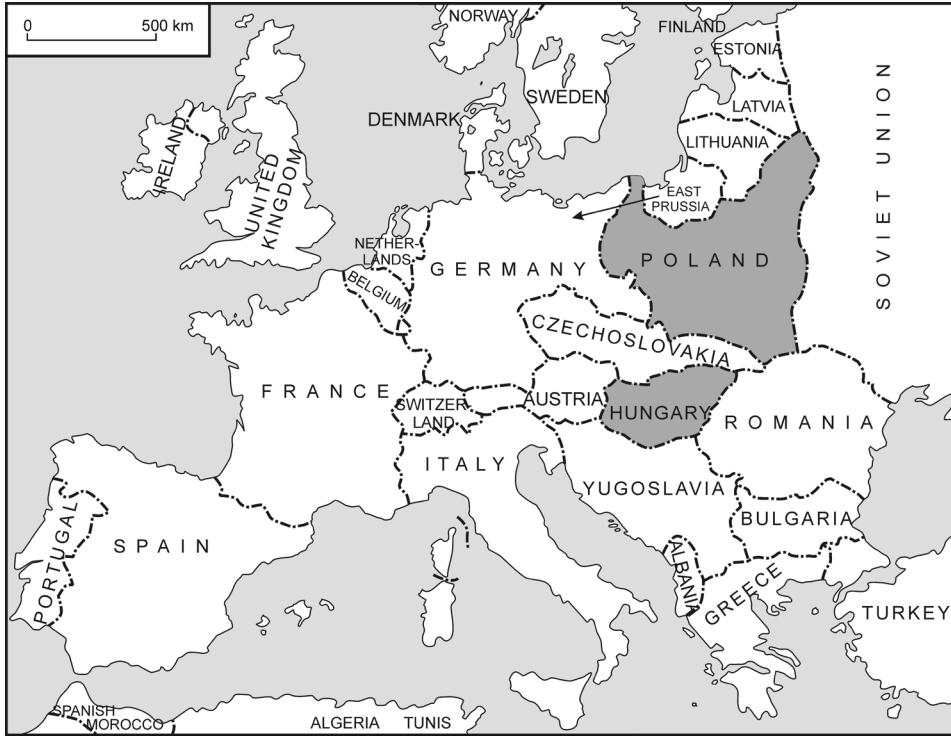 0 500 km
NORWAY
FINLAND
ESTONIA
SWEDEN
LATVIA
DENMARK
LITHUANIA
SOVIET UNION
IRELAND
UNITED
KINGDOM
EAST
PRUSSIA
NETHER-
LANDS
GERMANY
POLAND
BELGIUM
CZECHOSLOVAKIA
FRANCE
SWITZER
LAND
AUSTRIA
HUNGARY
ROMANIA
ITALY
YUGOSLAVIA
BULGARIA
PORTUGAL
SPAIN
ALBANIA
GREECE
TURKEY
SPANISH
MOROCCO
ALGERIA
TUNIS